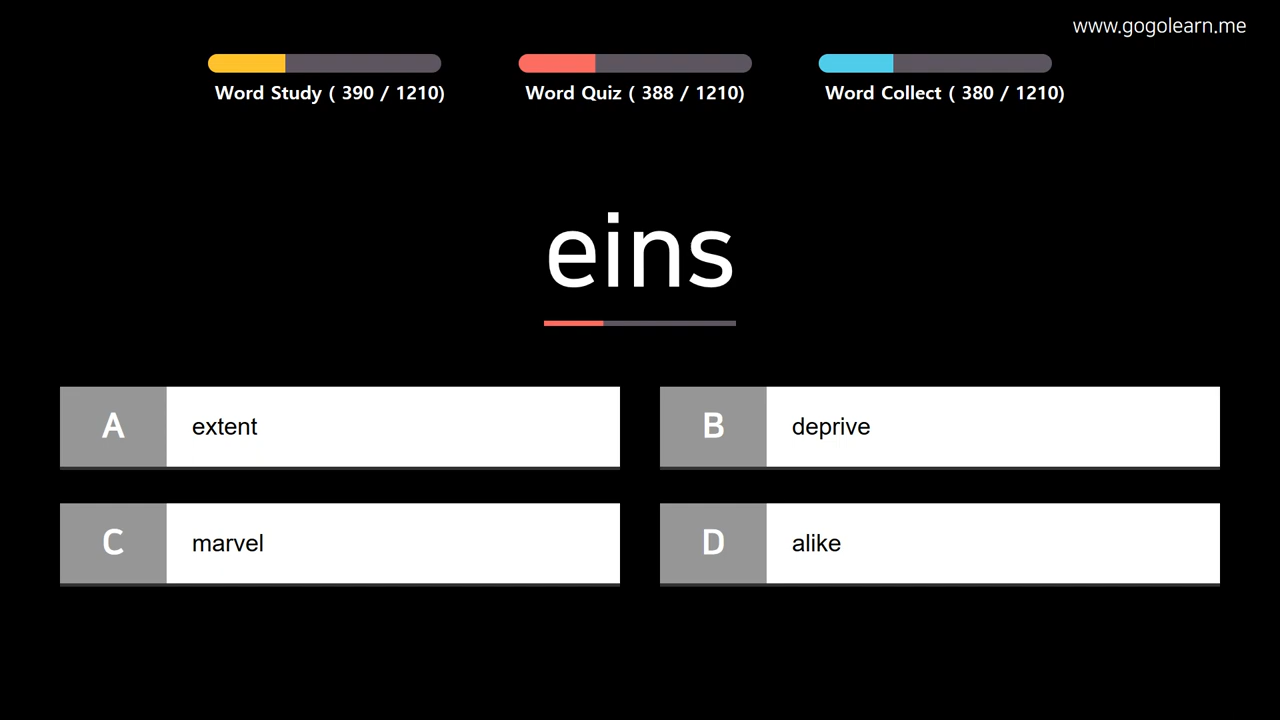 www.gogolearn.me
Word Study ( 390 / 1210)
Word Quiz ( 388 / 1210)
Word Collect ( 380 / 1210)
eins
A extent
B deprive
C marvel
D alike